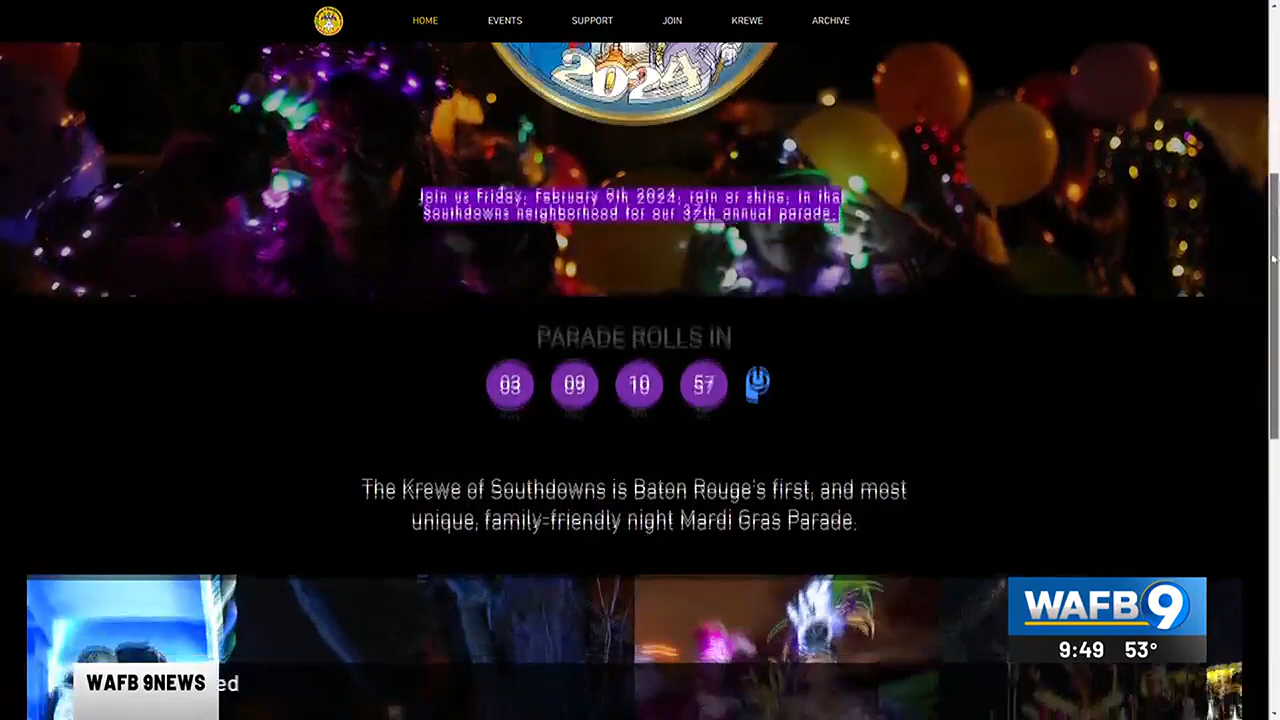 HOME EVENTS SUPPORT JOIN KREWE ARCHIVE
2024
Join us Friday, February 9th 2024, rain or shine, in the
Southdowns neighborhood for our 37th annual parade.
PARADE ROLLS IN
03 09 10 57
The Krewe of Southdowns is Baton Rouge's first, and most
unique, family-friendly night Mardi Gras Parade.
WAFB 9
9:49 53°
WAFB 9NEWS ed